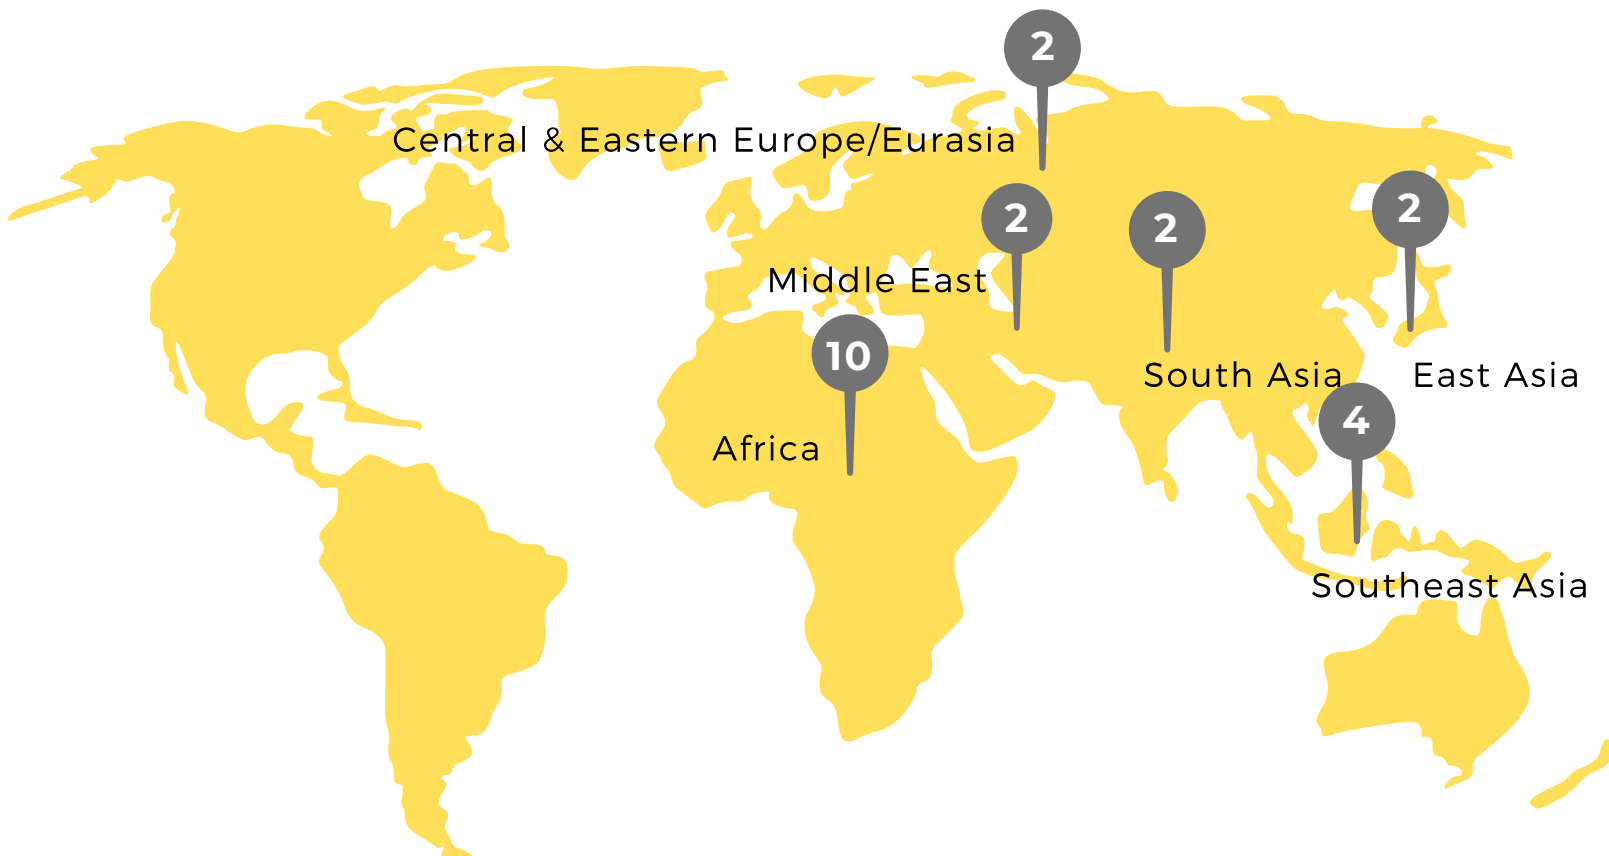 2
Central & Eastern Europe/Eurasia
2
2
2
Middle East
10
South Asia
East Asia
4
Africa
Southeast Asia